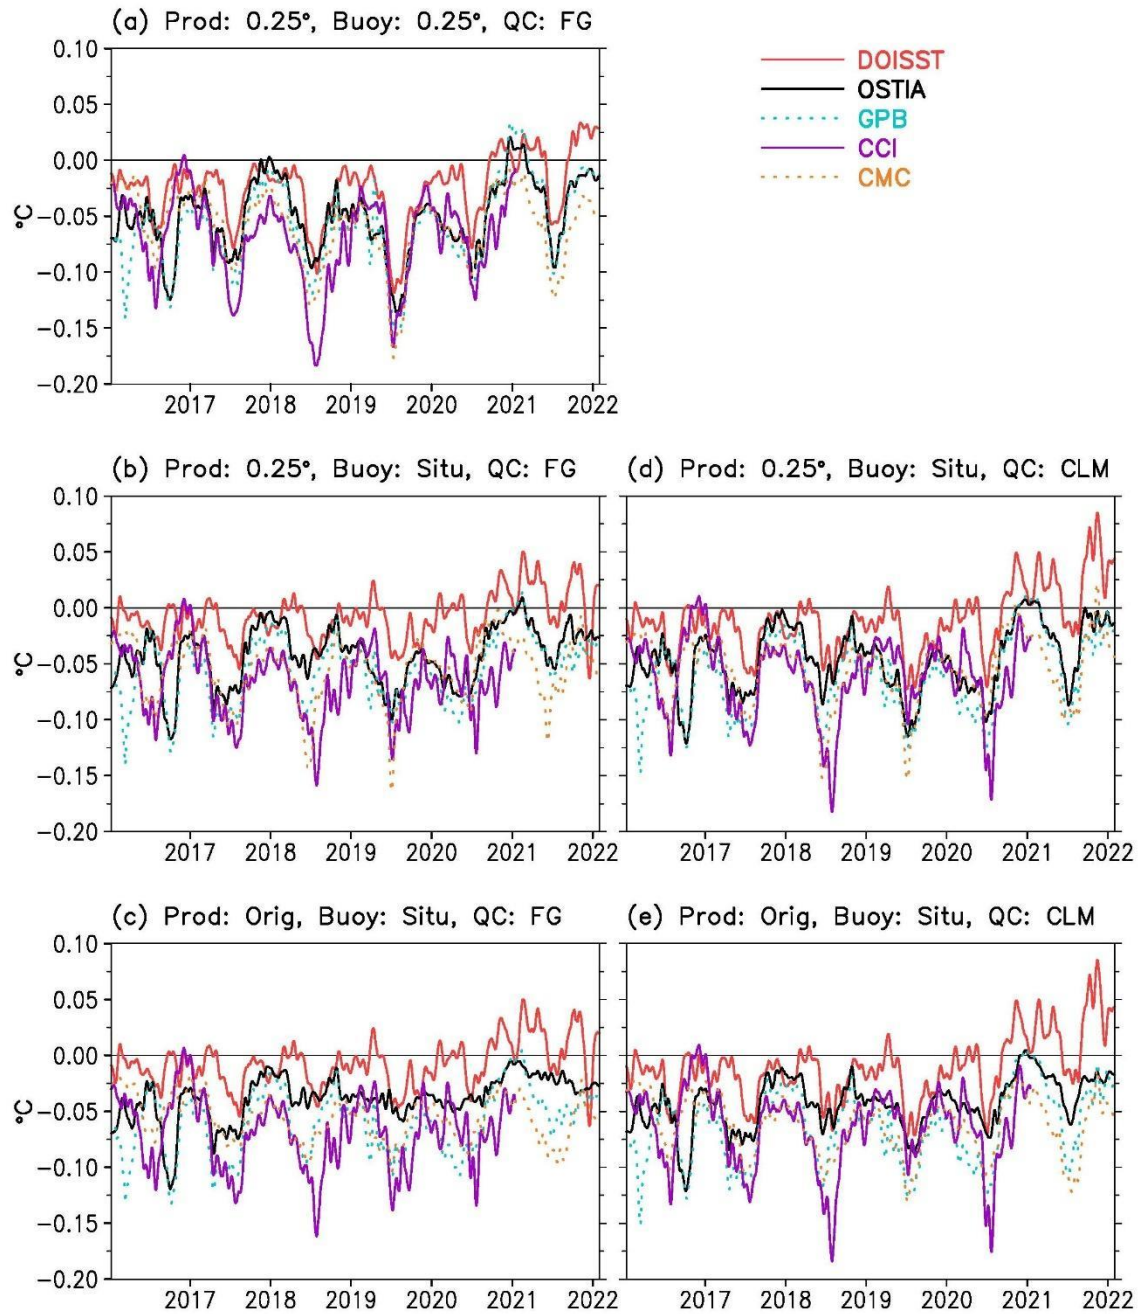 (a) Prod: 0.25°, Buoy: 0.25°, QC: FG
0.10
0.05
0.00
−0.05
−0.10
−0.15
−0.20
°C
2017 2018 2019 2020 2021 2022
DOISST
OSTIA
GPB
CCI
CMC
(b) Prod: 0.25°, Buoy: Situ, QC: FG
0.10
0.05
0.00
−0.05
−0.10
−0.15
−0.20
°C
2017 2018 2019 2020 2021 2022
(d) Prod: 0.25°, Buoy: Situ, QC: CLM
2017 2018 2019 2020 2021 2022
(c) Prod: Orig, Buoy: Situ, QC: FG
0.10
0.05
0.00
−0.05
−0.10
−0.15
−0.20
°C
2017 2018 2019 2020 2021 2022
(e) Prod: Orig, Buoy: Situ, QC: CLM
2017 2018 2019 2020 2021 2022